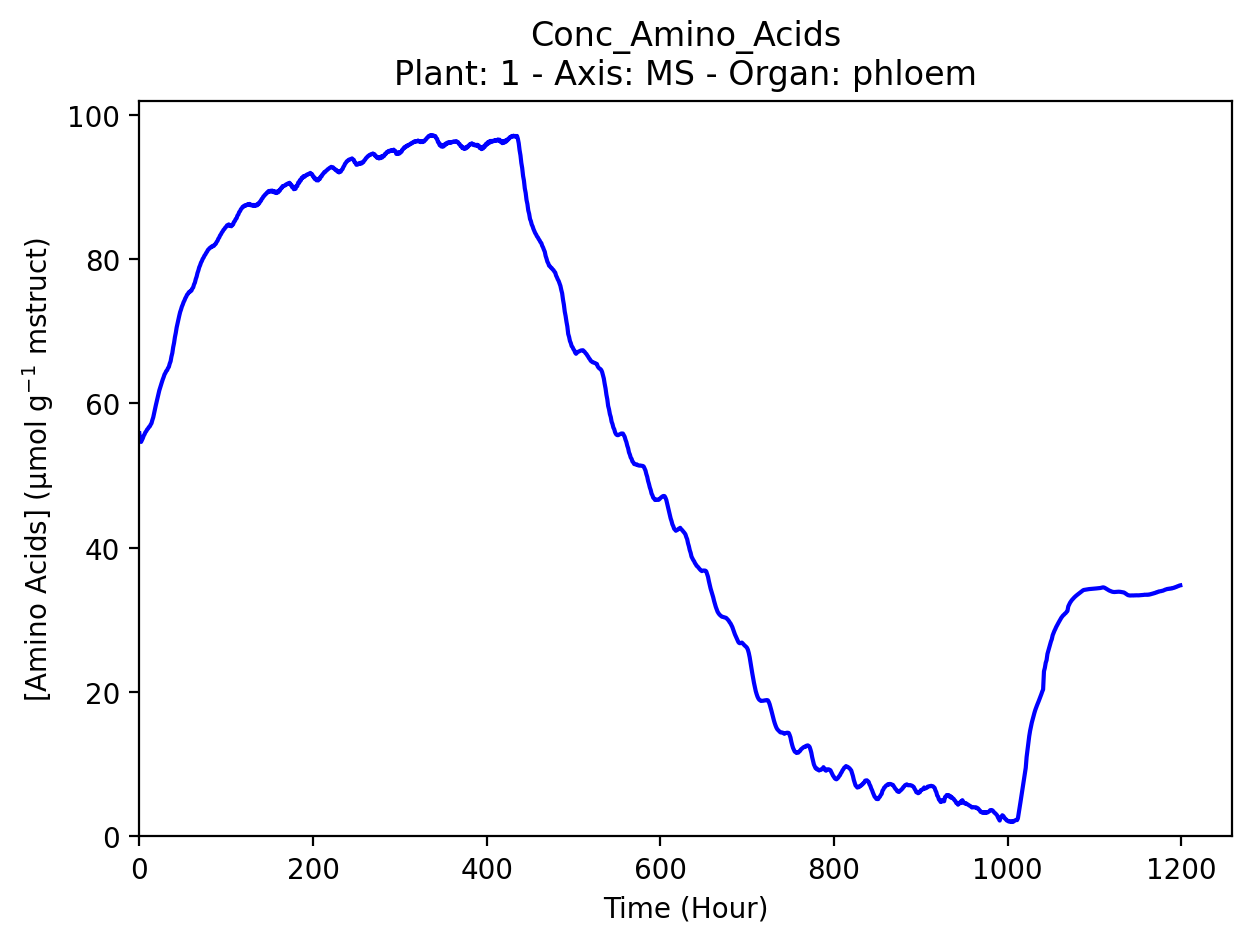 Conc_Amino_Acids
Plant: 1 - Axis: MS - Organ: phloem
100
80
60
40
20
0
[Amino Acids] (µmol g⁻¹ mstruct)
0 200 400 600 800 1000 1200
Time (Hour)